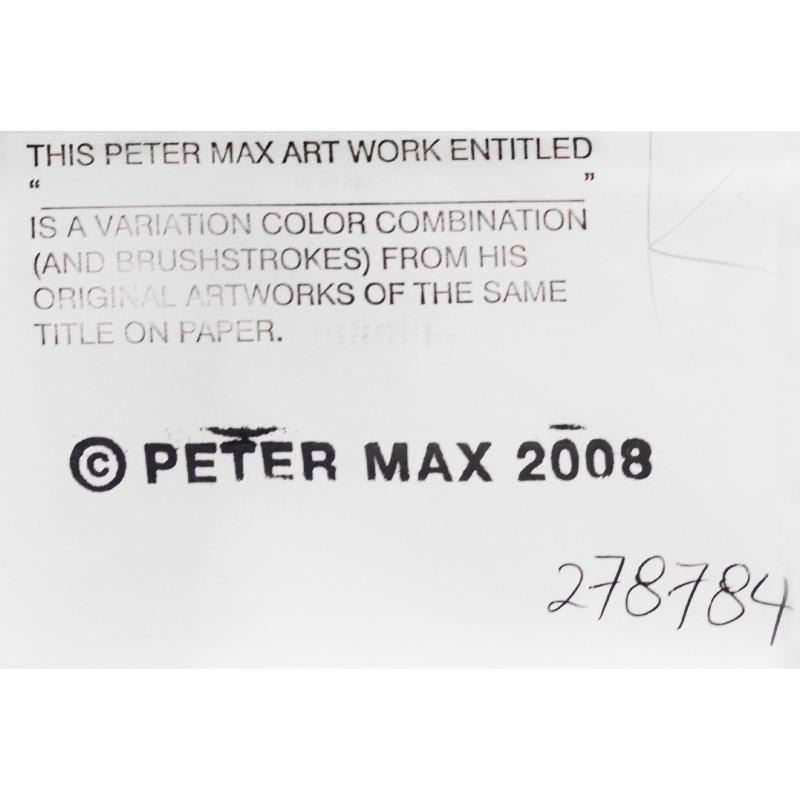 THIS PETER MAX ART WORK ENTITLED
“ ”
IS A VARIATION COLOR COMBINATION
(AND BRUSHSTROKES) FROM HIS
ORIGINAL ARTWORKS OF THE SAME
TITLE ON PAPER.
© PETER MAX 2008
278784